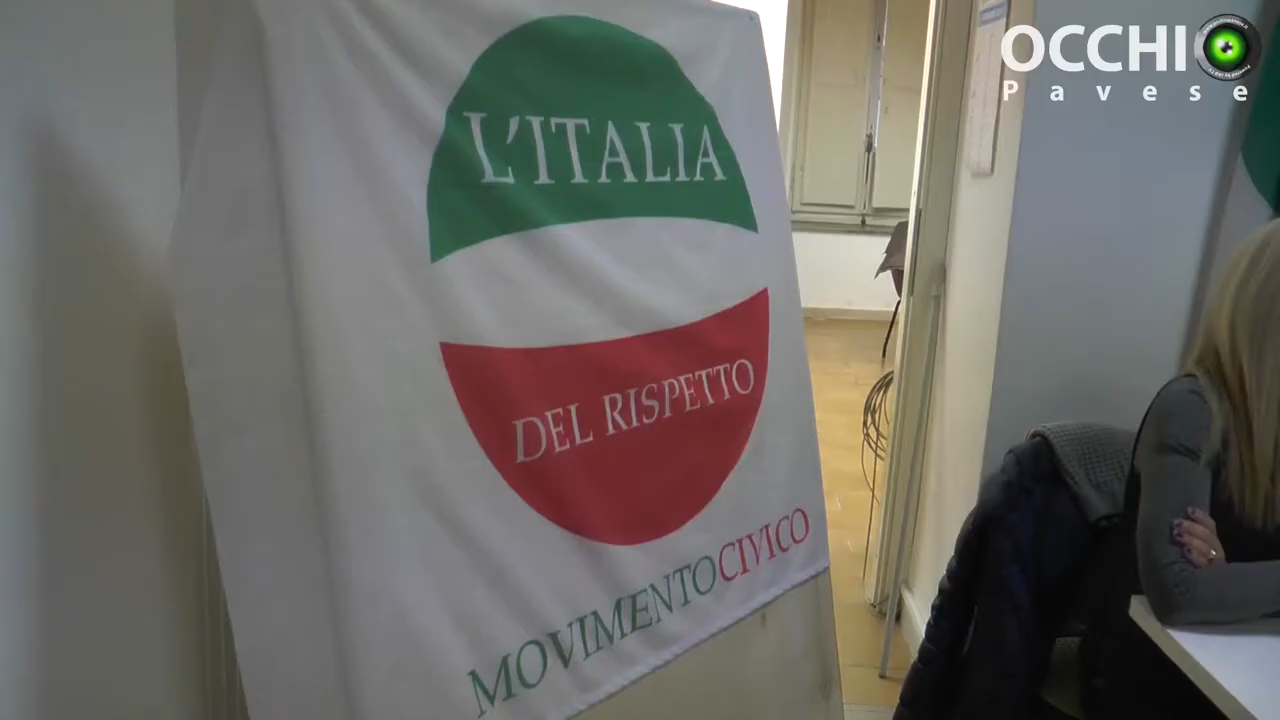 OCCHIO
Pavese
L'ITALIA
DEL RISPETTO
MOVIMENTOCIVICO